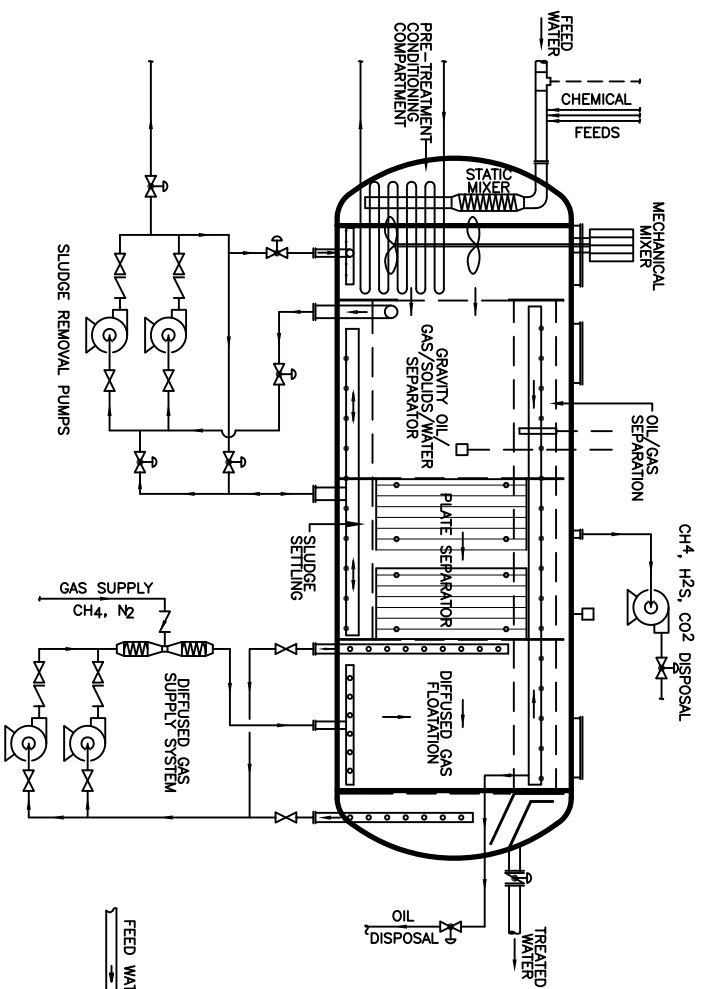 FEED
WATER
CHEMICAL
FEEDS
PRE-TREATMENT
CONDITIONING
COMPARTMENT
STATIC
MIXER
MECHANICAL
MIXER
SLUDGE REMOVAL PUMPS
GRAVITY OIL/
GAS/SOLIDS/WATER
SEPARATOR
OIL/GAS
SEPARATION
PLATE SEPARATOR
SLUDGE
SETTLING
CH⁴, H²S, CO² DISPOSAL
GAS SUPPLY
CH₄, N₂
DIFFUSED GAS
SUPPLY SYSTEM
DIFFUSED GAS
FLOATATION
OIL
DISPOSAL
TREATED
WATER
FEED WAT